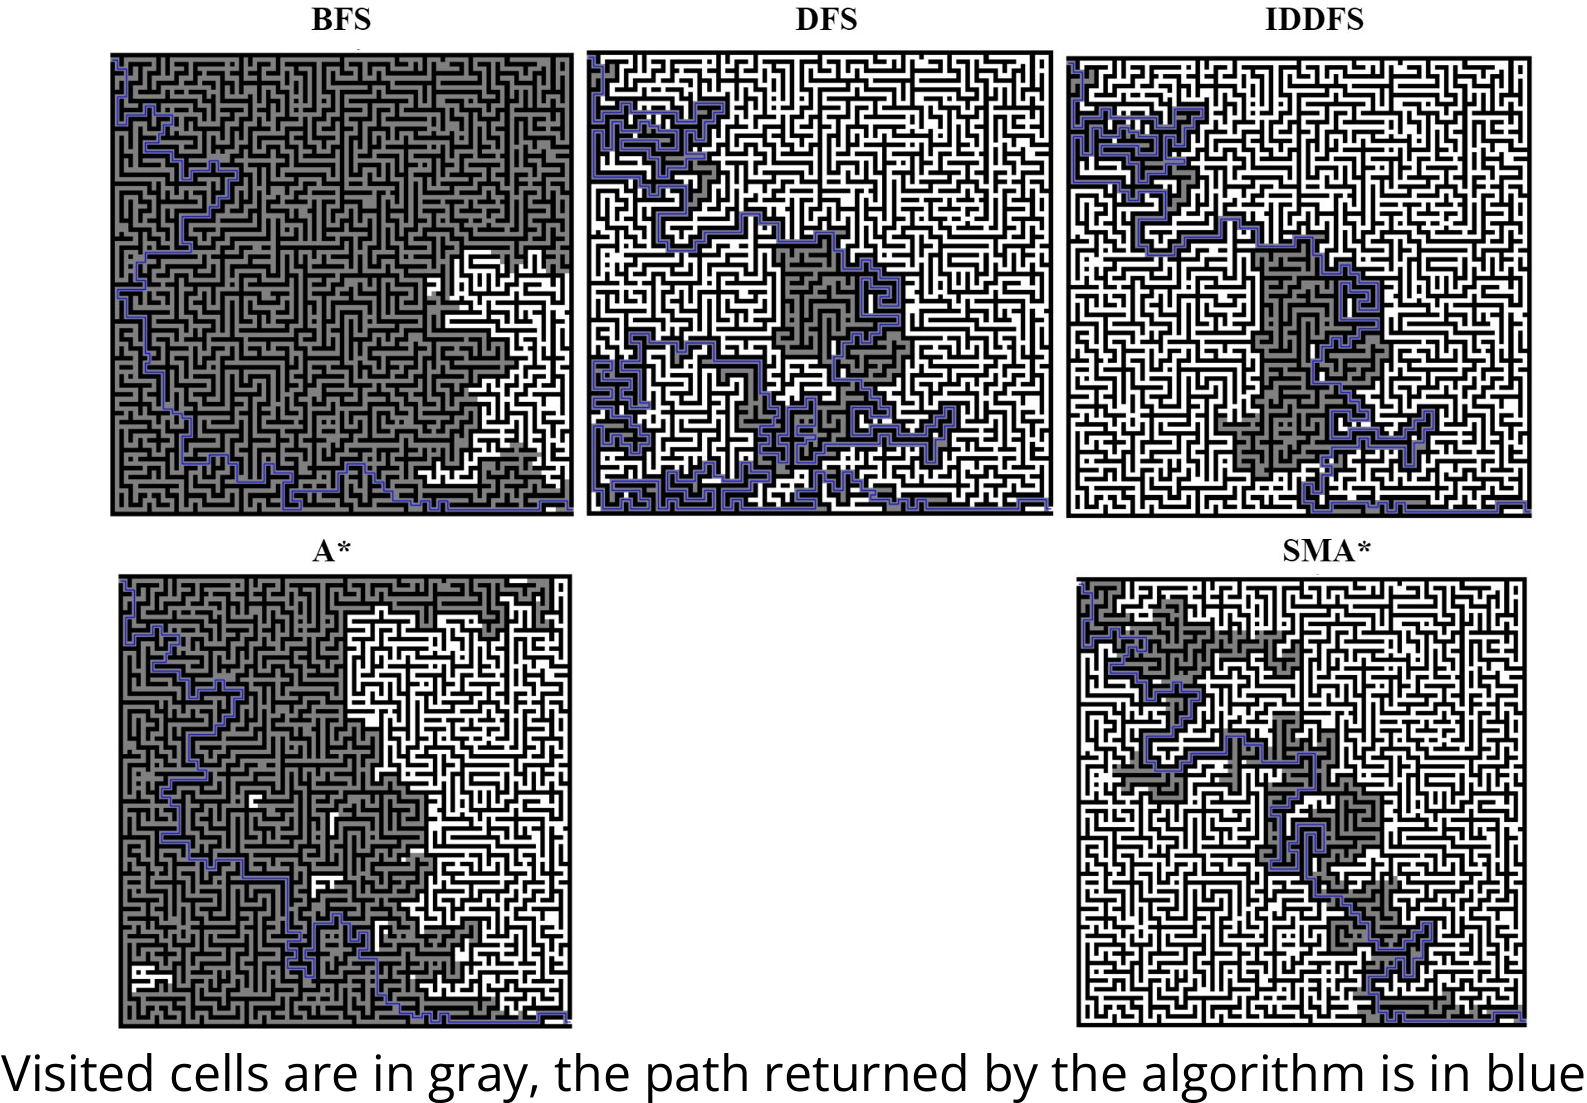 BFS
DFS
IDDFS
A*
SMA*
Visited cells are in gray, the path returned by the algorithm is in blue